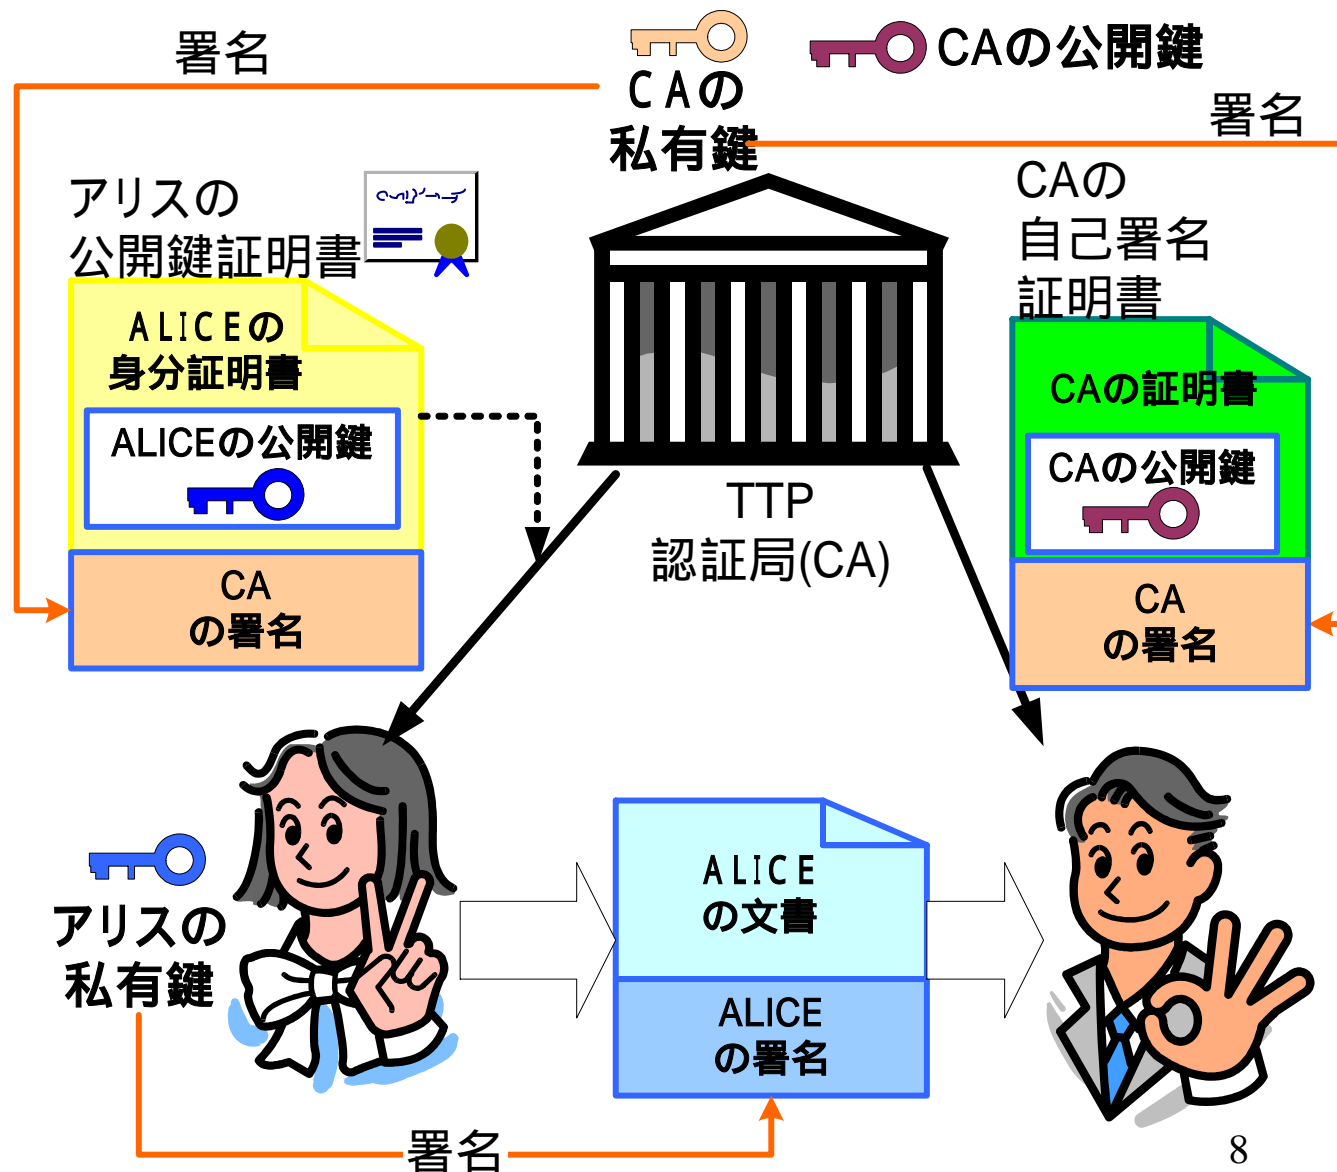 署名
CAの
私有鍵
CAの公開鍵
署名
アリスの
公開鍵証明書
CAの
自己署名
証明書
ALICEの
身分証明書
ALICEの公開鍵
CA
の署名
TTP
認証局(CA)
CAの証明書
CAの公開鍵
CA
の署名
アリスの
私有鍵
ALICE
の文書
ALICE
の署名
署名
8